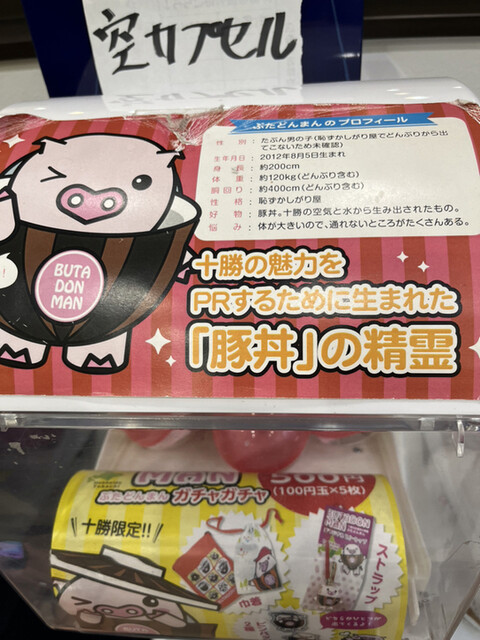 空カプセル
ぶたどんまんのプロフィール
性別：たぶん男の子(恥ずかしがり屋でどんぶりから出
てこないため未確認)
生年月日：2012年8月5日生まれ
身長：約200cm
体重：約120kg(どんぶり含む)
胴回り：約400cm(どんぶり含む)
性格：恥ずかしがり屋
好物：豚丼。十勝の空気と水から生み出されたもの。
悩み：体が大きいので、通れないところがたくさんある。
BUTA
DON
MAN
十勝の魅力を
PRするために生まれた
「豚丼」の精霊
MAN
500円
(100円玉×5枚)
ぶたどんまん ガチャガチャ
十勝限定!!
巾着
ストラップ